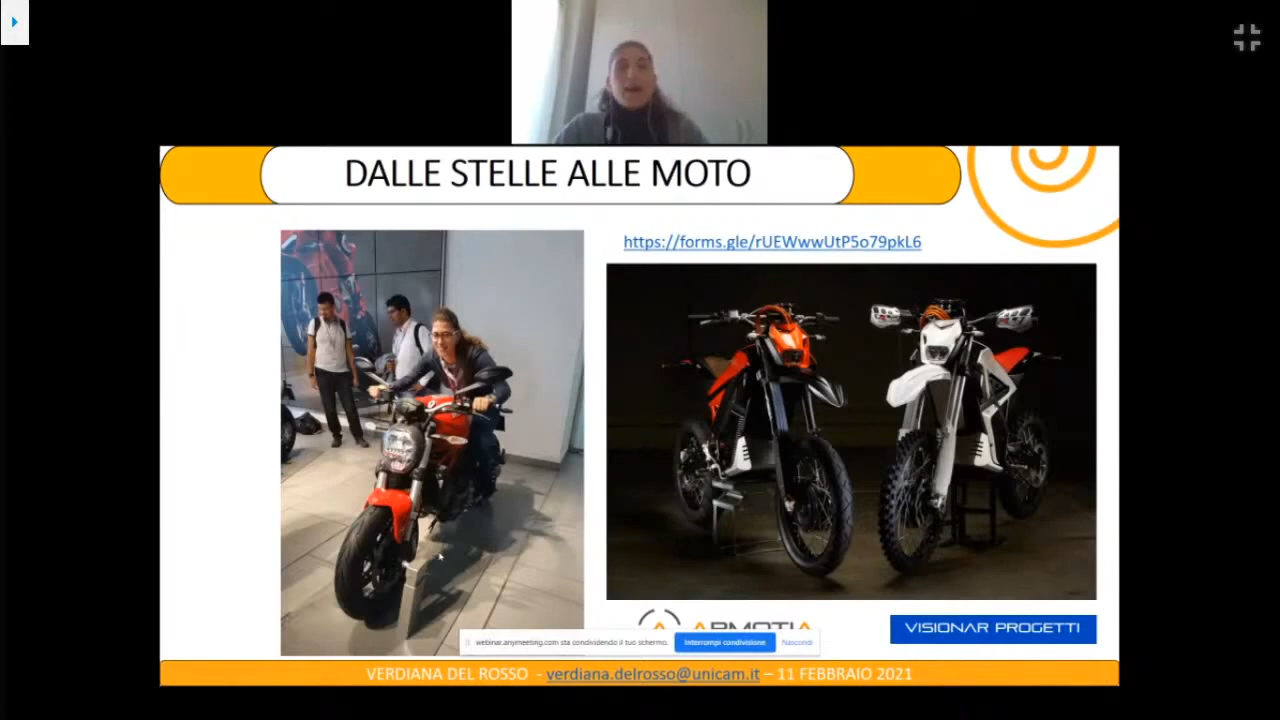 DALLE STELLE ALLE MOTO
https://forms.gle/rUEWwwUtP5o79pkL6
VISIONAR PROGETTI
webinar.anymeeting.com sta condividendo il tuo schermo.
Interrompi condivisione
Nascondi
VERDIANA DEL ROSSO - verdiana.delrosso@unicam.it – 11 FEBBRAIO 2021